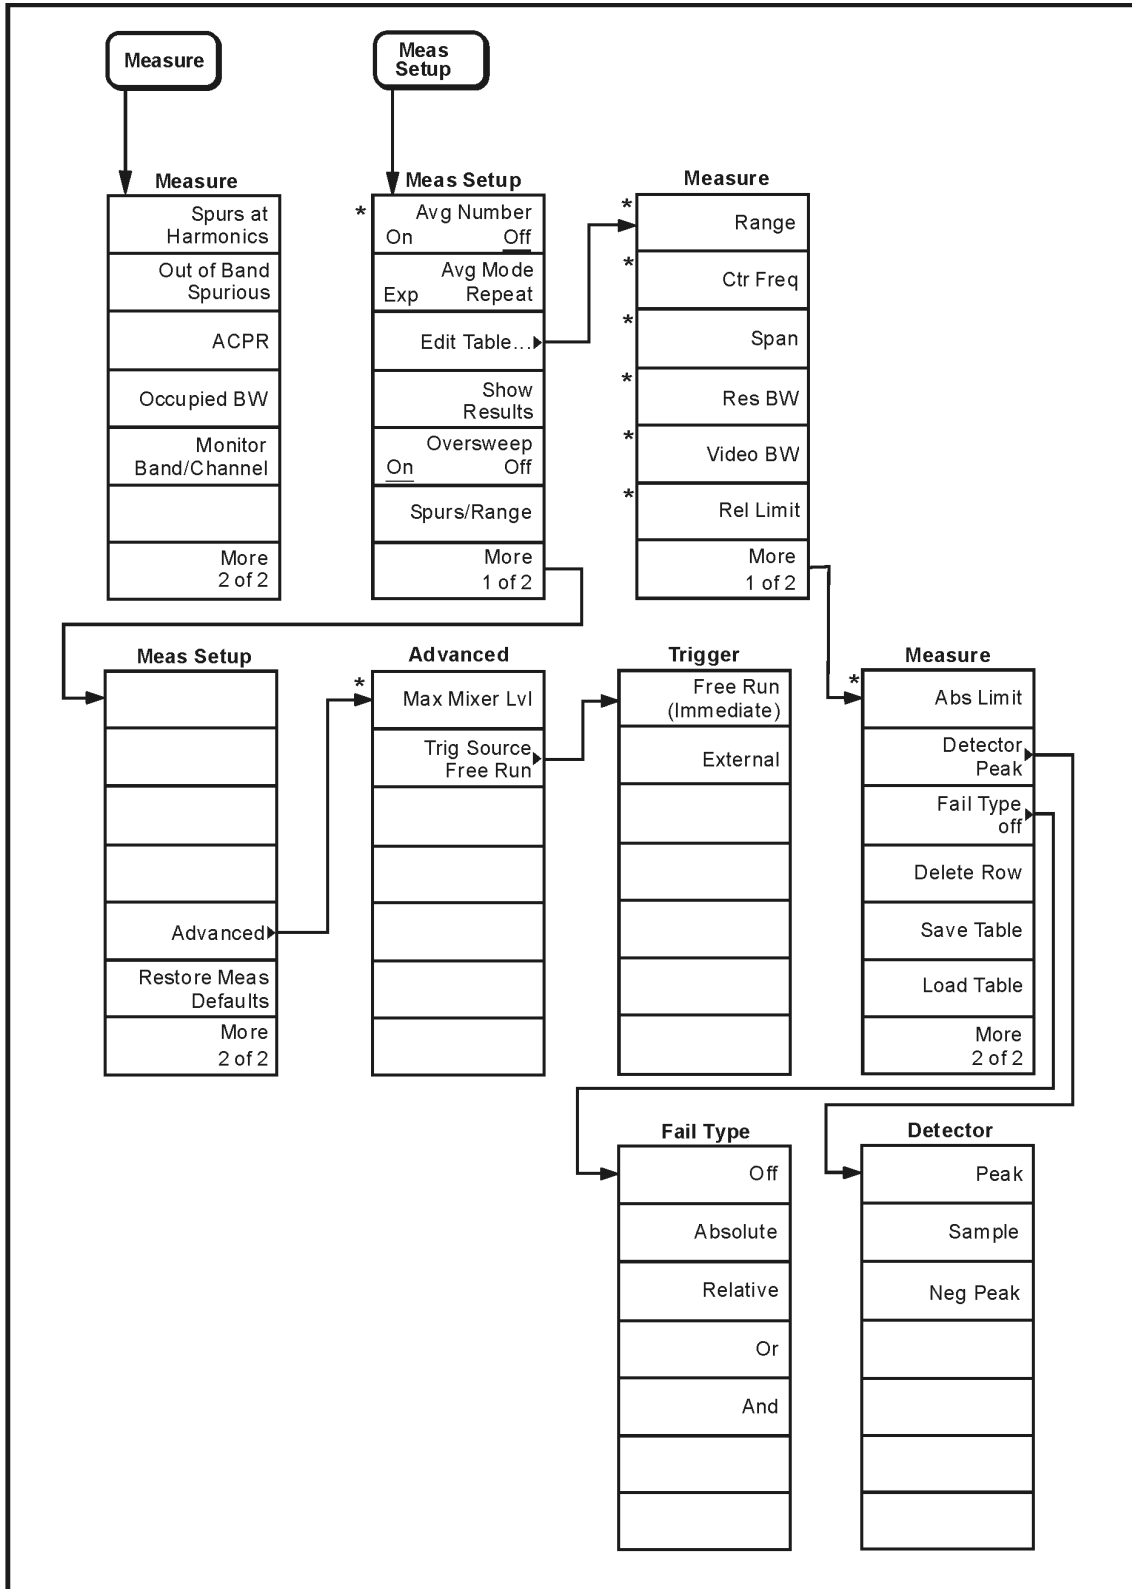 Measure
Meas
Setup
Measure
Spurs at
Harmonics
Out of Band
Spurious
ACPR
Occupied BW
Monitor
Band/Channel
More
2 of 2
Meas Setup
* Avg Number
On Off
Avg Mode
Exp Repeat
Edit Table...
Show
Results
Oversweep
On Off
Spurs/Range
More
1 of 2
Measure
* Range
* Ctr Freq
* Span
* Res BW
* Video BW
* Rel Limit
More
1 of 2
Meas Setup
Advanced
Restore Meas
Defaults
More
2 of 2
Advanced
* Max Mixer Lvl
Trig Source
Free Run
Trigger
Free Run
(Immediate)
External
Measure
* Abs Limit
Detector
Peak
Fail Type
off
Delete Row
Save Table
Load Table
More
2 of 2
Fail Type
Off
Absolute
Relative
Or
And
Detector
Peak
Sample
Neg Peak